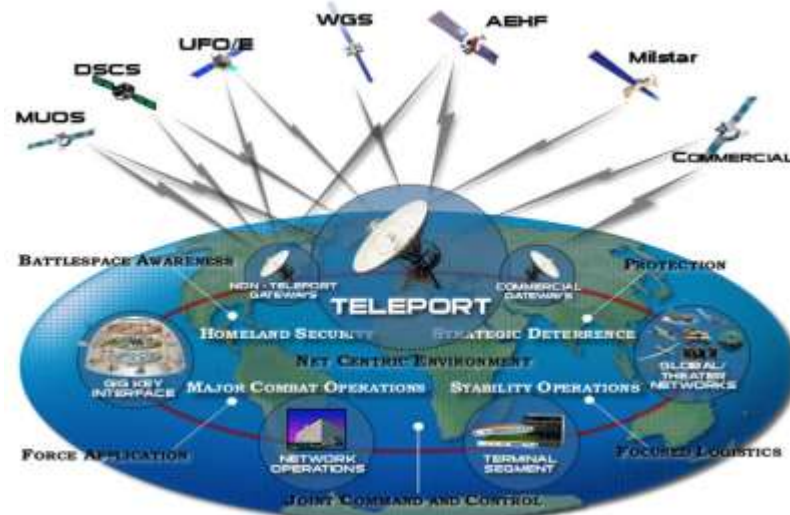 WGS
AEHF
UFO/E
DSCS
Milstar
MUOS
COMMERCIAL
BATTLESPACE AWARENESS
PROTECTION
NON-TELEPORT
GATEWAYS
COMMERCIAL
GATEWAYS
TELEPORT
HOMELAND SECURITY
STRATEGIC DETERRENCE
NET CENTRIC ENVIRONMENT
GIG KEY
INTERFACE
GLOBAL/
THEATER
NETWORKS
MAJOR COMBAT OPERATIONS
STABILITY OPERATIONS
FORCE APPLICATION
NETWORK
OPERATIONS
TERMINAL
SEGMENT
FOCUSED LOGISTICS
JOINT COMMAND AND CONTROL